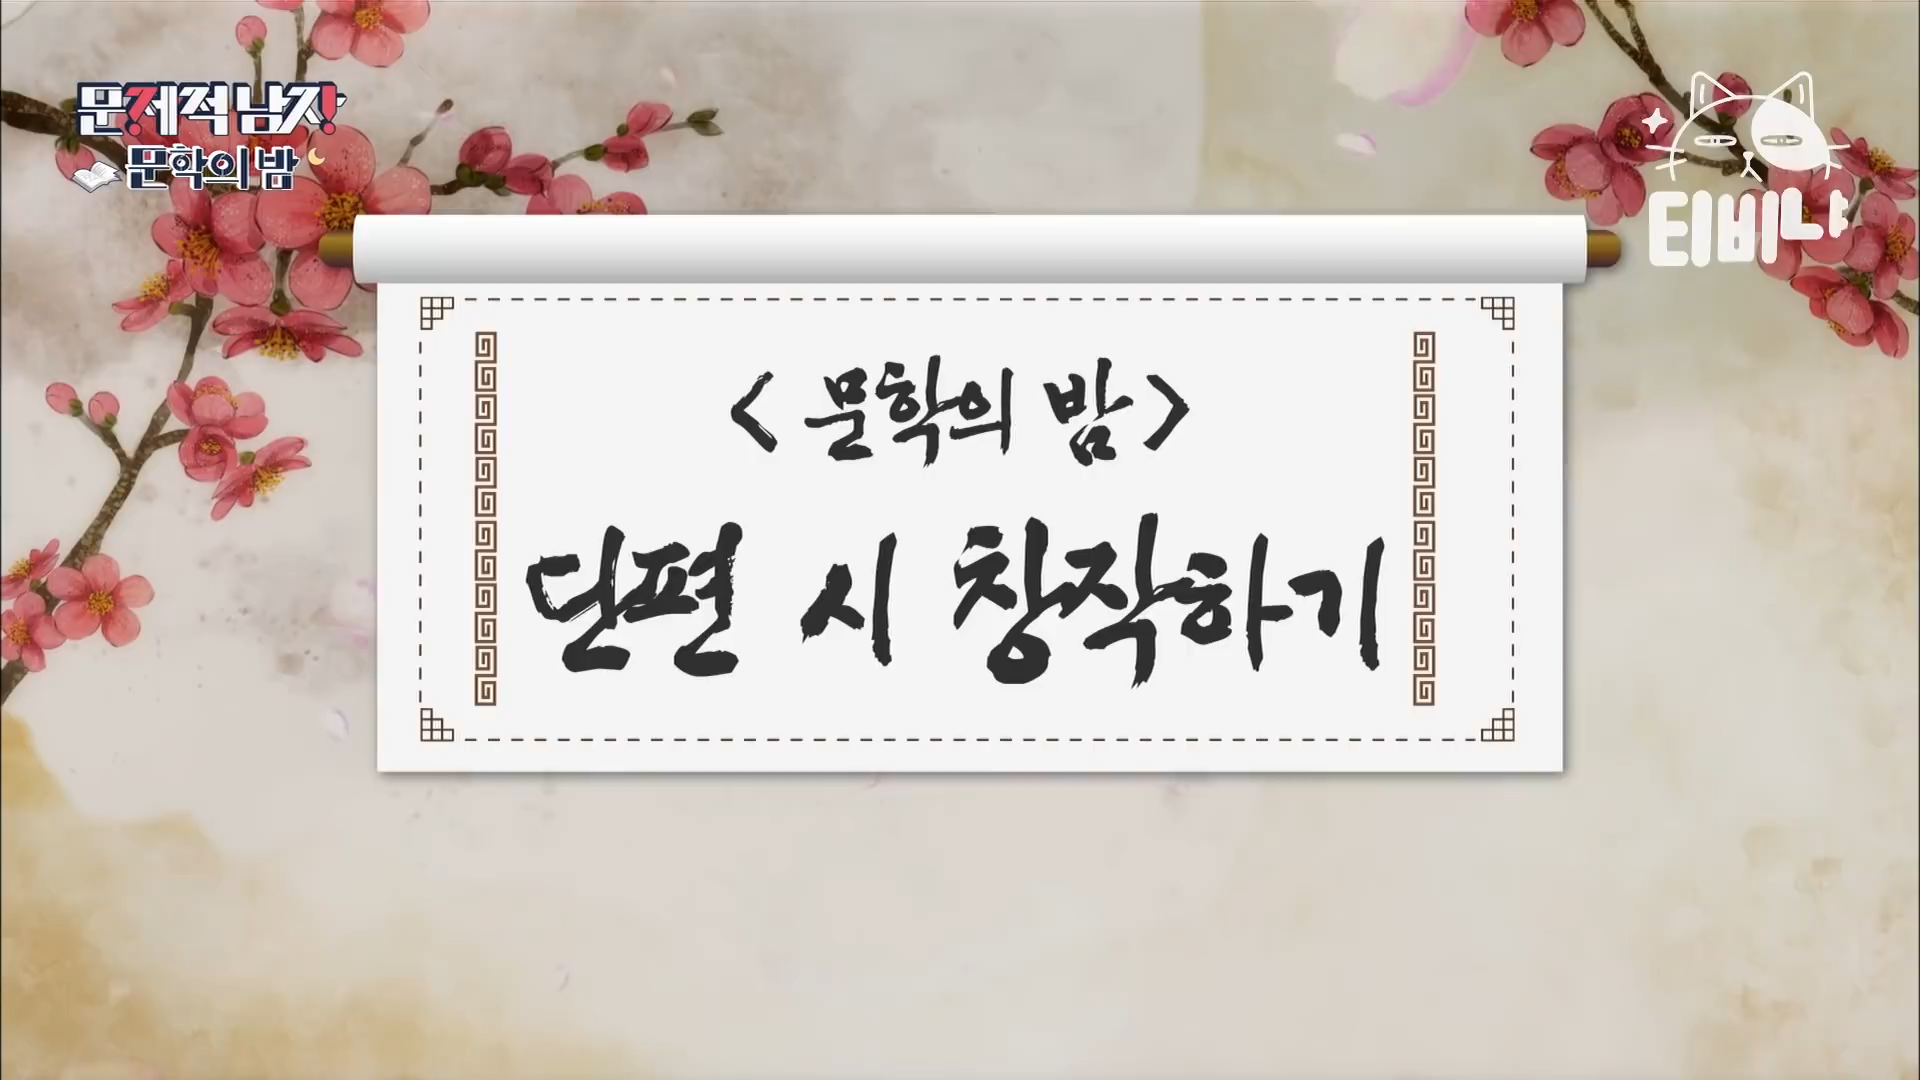 문제적 남자!
문학의 밤
티비냥
<문학의 밤>
단편 시 창작하기